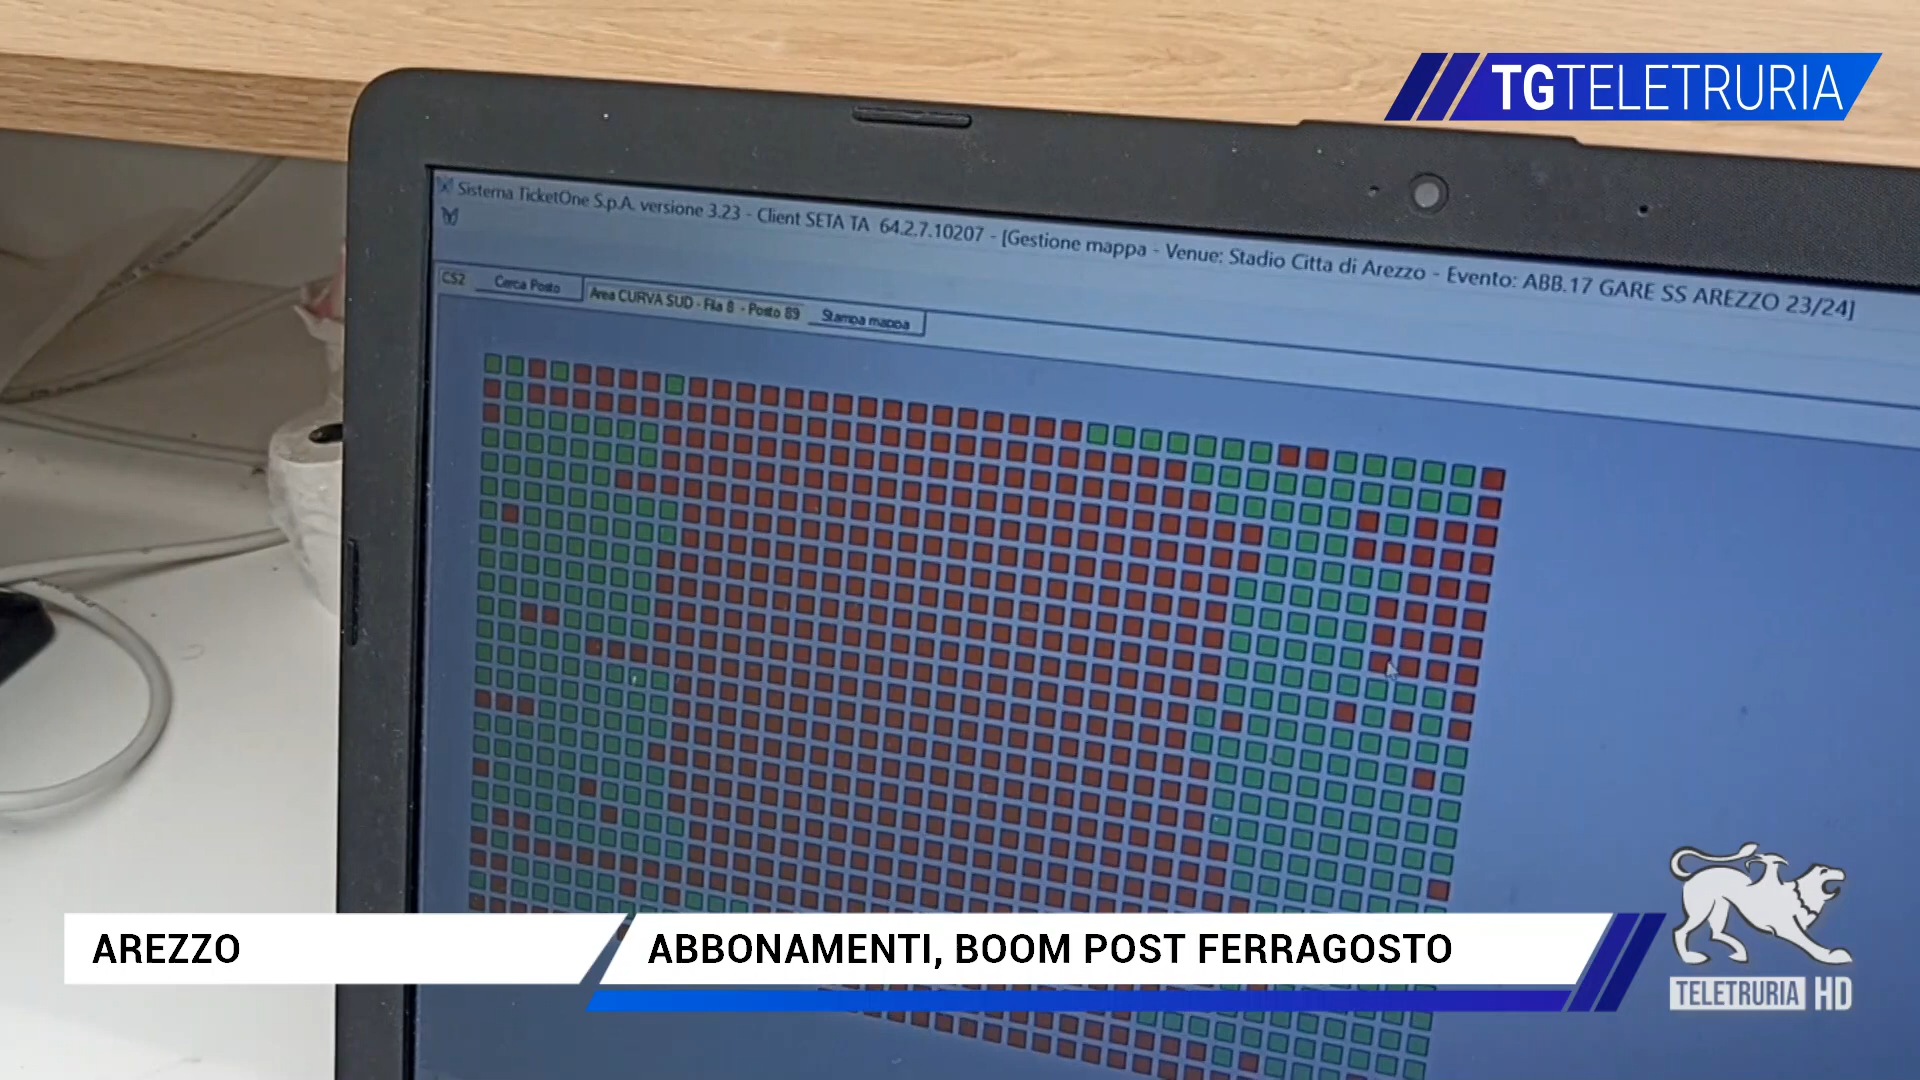 TGTELETRURIA
Sistema TicketOne S.p.A. versione 3.23 - Client SETA TA 64.2.7.10207 - [Gestione mappa - Venue: Stadio Citta di Arezzo - Evento: ABB.17 GARE SS AREZZO 23/24]
CS2 Cerca Posto Area CURVA SUD - Fila 8 - Posto 89 Stampa mappa
AREZZO
ABBONAMENTI, BOOM POST FERRAGOSTO
TELETRURIA HD